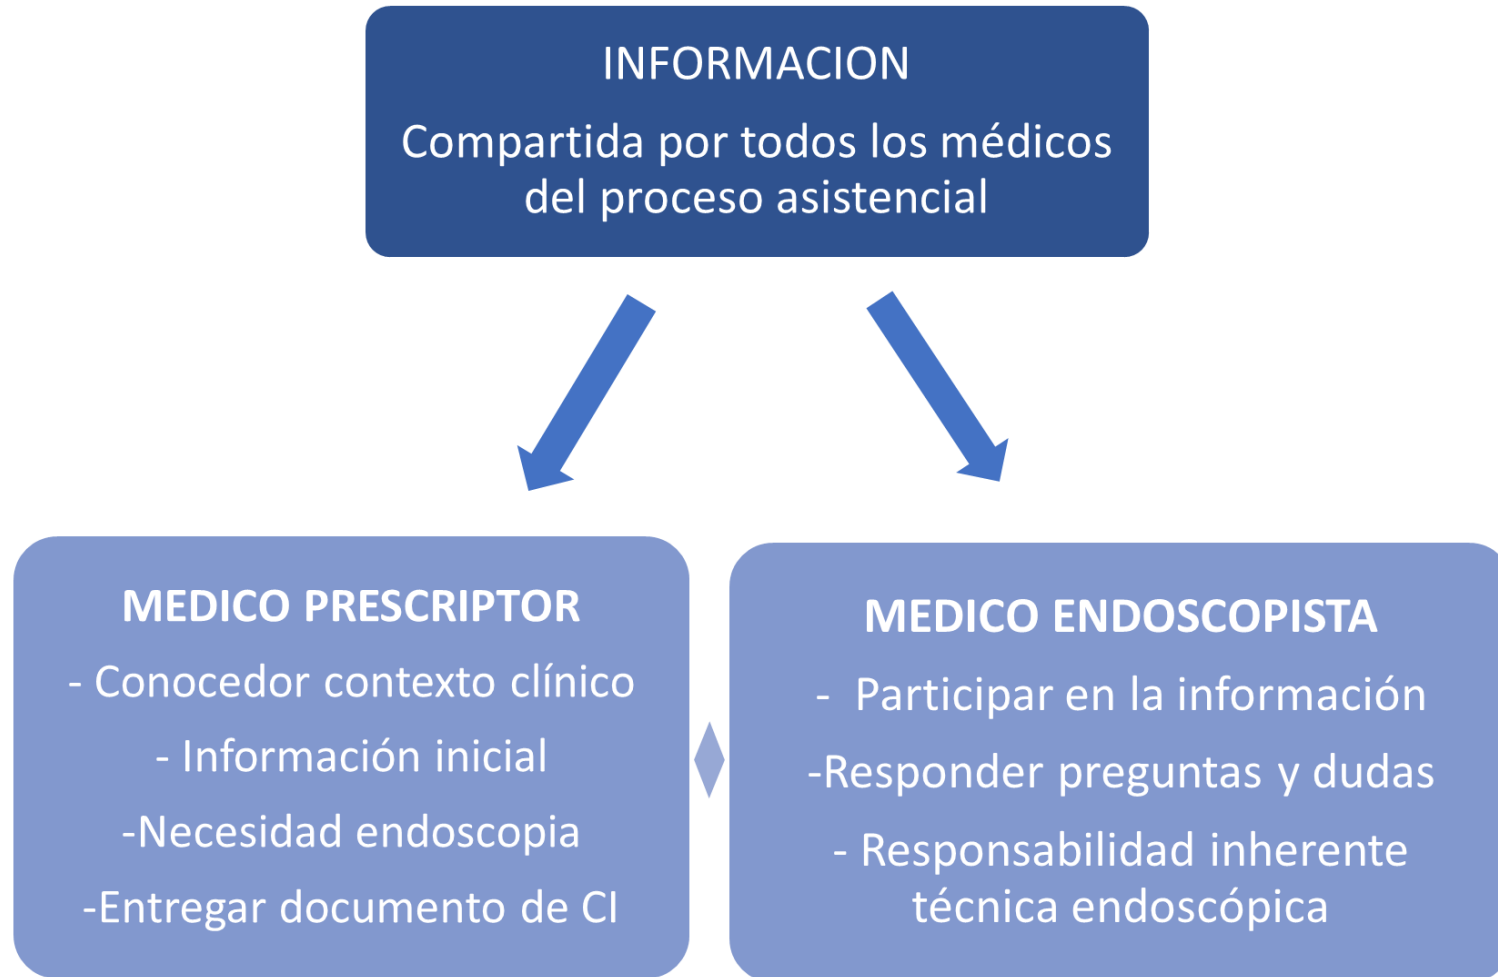 INFORMACION
Compartida por todos los médicos
del proceso asistencial
MEDICO PRESCRIPTOR
- Conocedor contexto clínico
- Información inicial
-Necesidad endoscopia
-Entregar documento de CI
MEDICO ENDOSCOPISTA
- Participar en la información
-Responder preguntas y dudas
- Responsabilidad inherente
técnica endoscópica